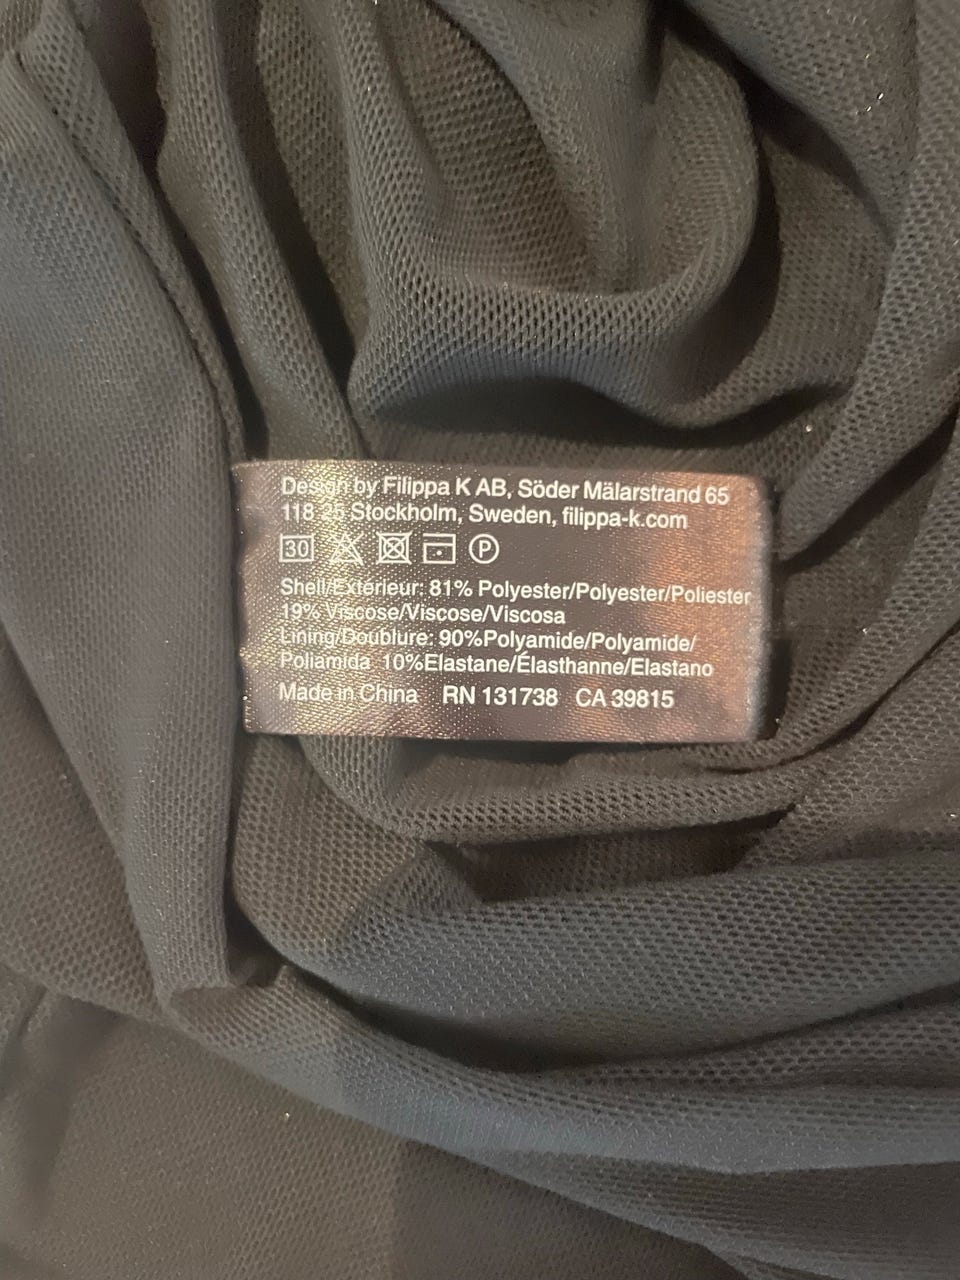 Design by Filippa K AB, Söder Mälarstrand 65
118 25 Stockholm, Sweden, filippa-k.com
30 P
Shell/Extérieur: 81% Polyester/Polyester/Poliester
19% Viscose/Viscose/Viscosa
Lining/Doublure: 90%Polyamide/Polyamide/
Poliamida 10%Elastane/Élasthanne/Elastano
Made in China RN 131738 CA 39815